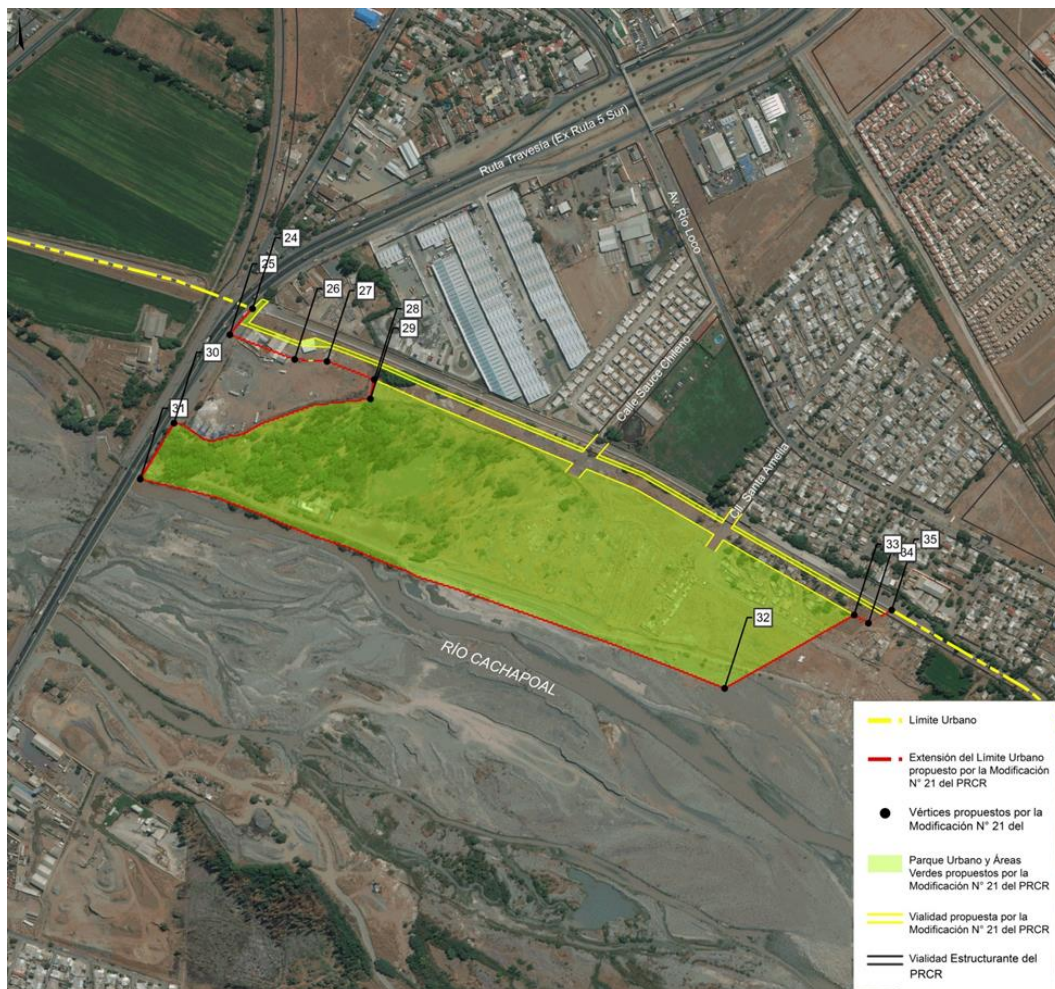 Ruta Travesía (Ex Ruta 5 Sur)
Av. Río Loco
24
25
26
27
28
29
30
31
Calle Sauce Chileno
Cll. Santa Amelia
33
35
34
32
RÍO CACHAPOAL
Límite Urbano
Extensión del Límite Urbano
propuesto por la Modificación
N° 21 del PRCR
Vértices propuestos por la
Modificación N° 21 del
Parque Urbano y Áreas
Verdes propuestos por la
Modificación N° 21 del PRCR
Vialidad propuesta por la
Modificación N° 21 del PRCR
Vialidad Estructurante del
PRCR